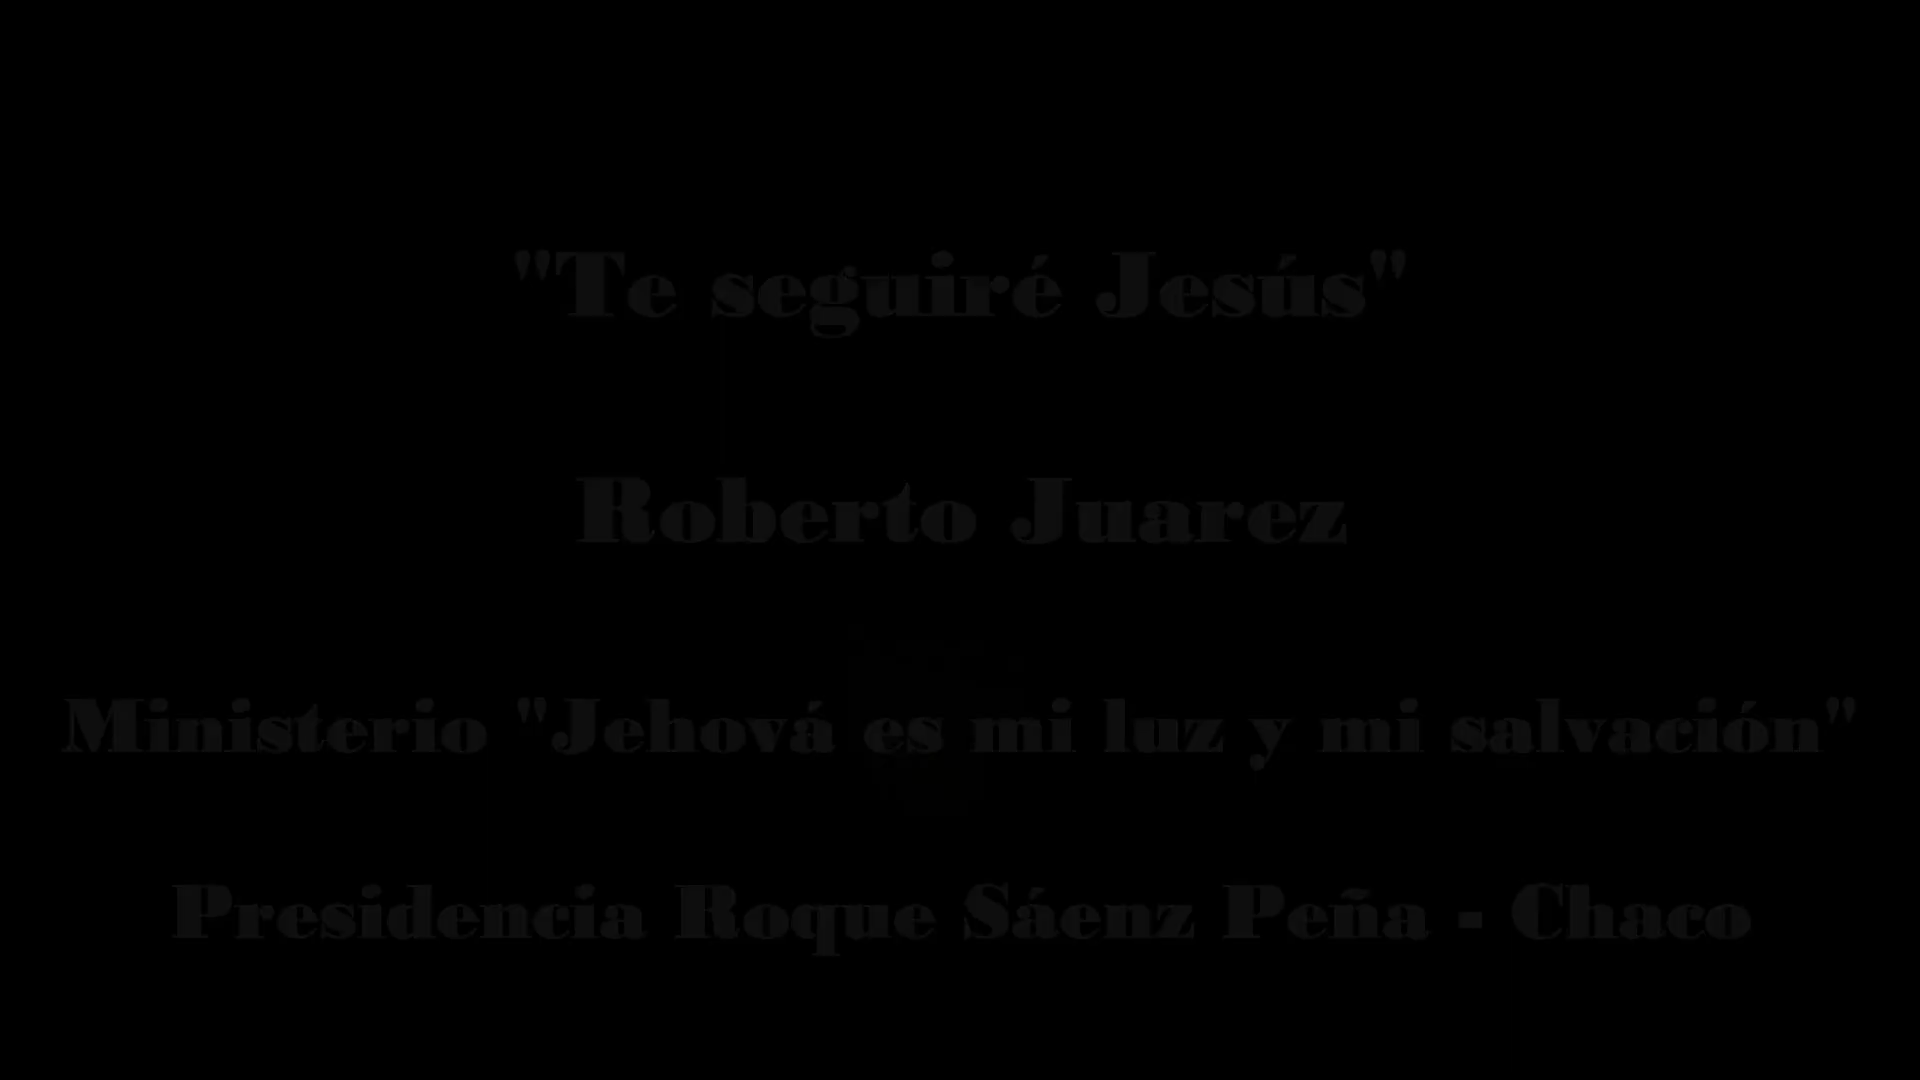 "Te seguiré Jesús"
Roberto Juarez
Ministerio "Jehová es mi luz y mi salvación"
Presidencia Roque Sáenz Peña - Chaco